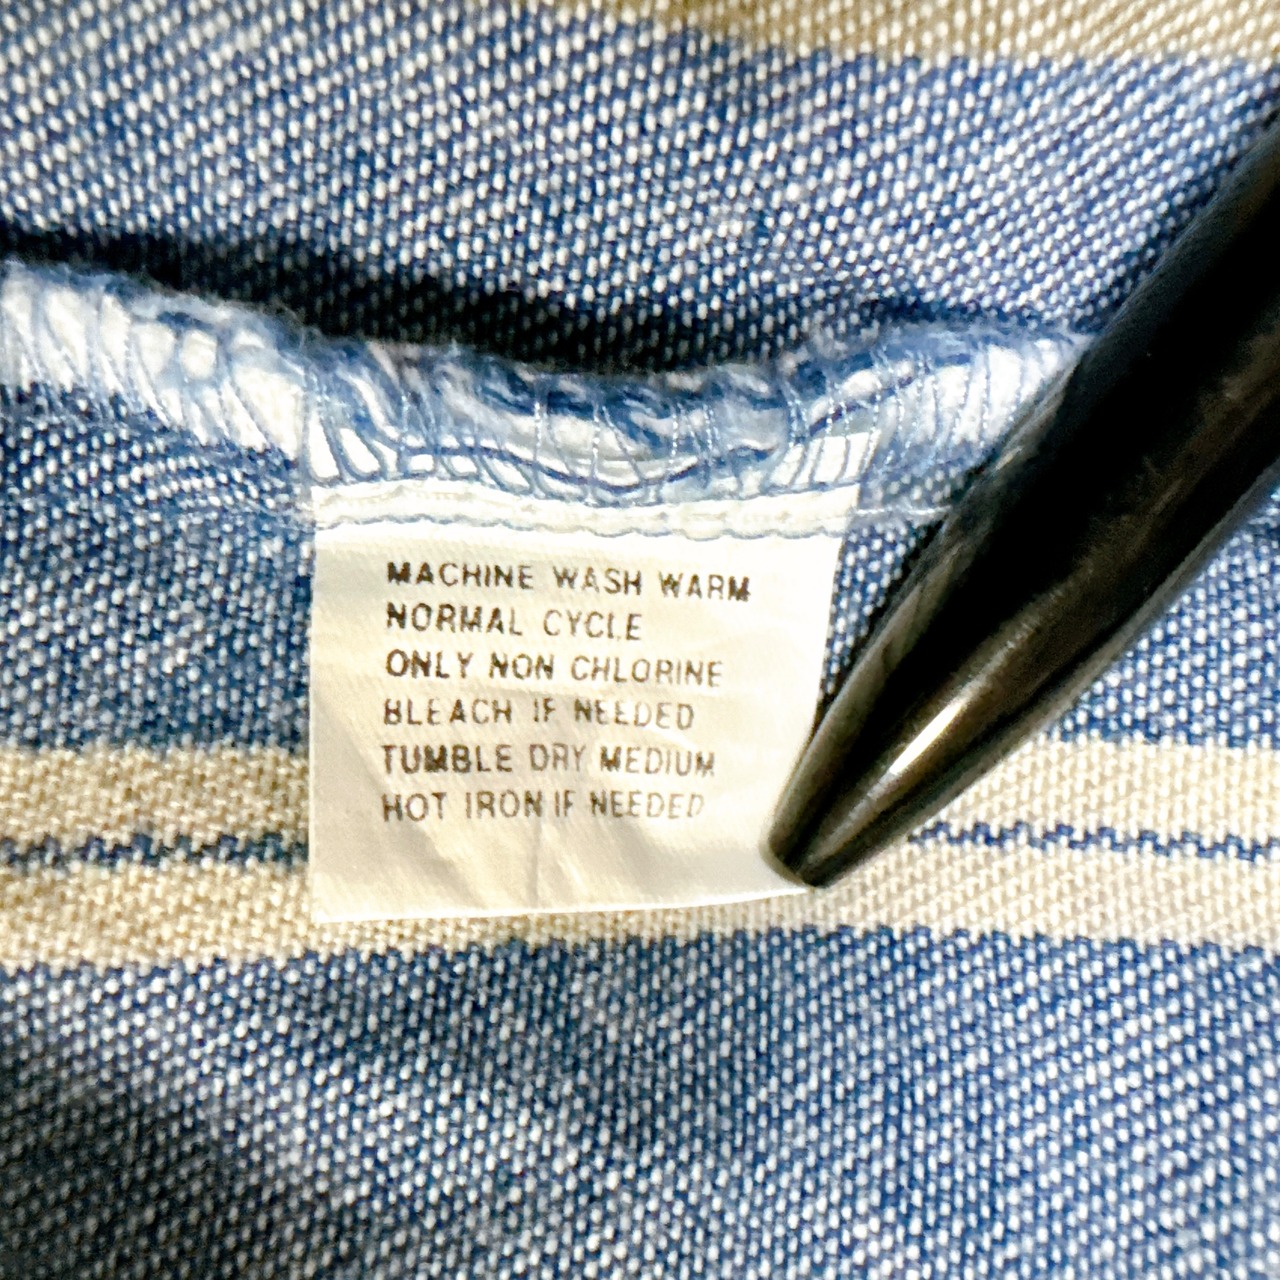 MACHINE WASH WARM
NORMAL CYCLE
ONLY NON CHLORINE
BLEACH IF NEEDED
TUMBLE DRY MEDIUM
HOT IRON IF NEEDED